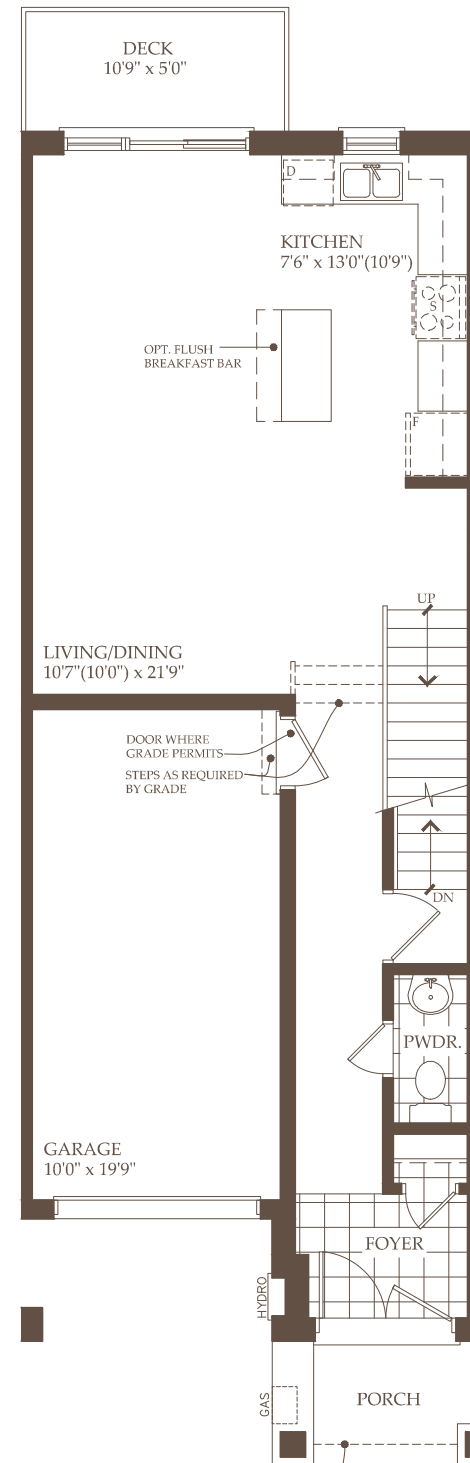 DECK
10'9" x 5'0"
D
KITCHEN
7'6" x 13'0"(10'9")
S
OPT. FLUSH
BREAKFAST BAR
F
UP
LIVING/DINING
10'7"(10'0") x 21'9"
DOOR WHERE
GRADE PERMITS
STEPS AS REQUIRED
BY GRADE
DN
PWDR.
GARAGE
10'0" x 19'9"
FOYER
HYDRO
GAS
PORCH